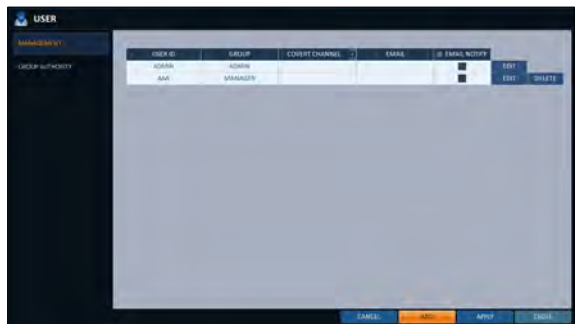 USER
MANAGEMENT
GROUP AUTHORITY
USER ID GROUP COVERT CHANNEL EMAIL EMAIL NOTIFY
ADMIN ADMIN EDIT
AAA MANAGER EDIT DELETE
CANCEL ADD APPLY CLOSE